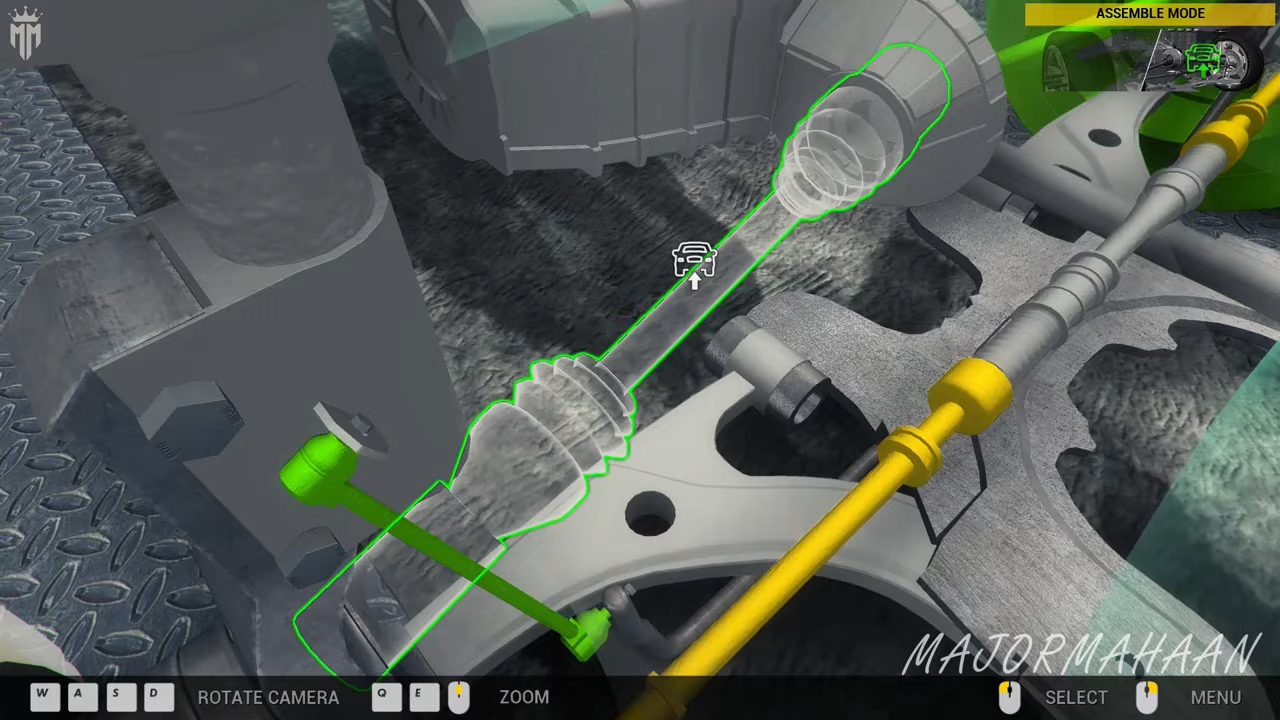 ASSEMBLE MODE
MAJORMAHAAN
W A S D ROTATE CAMERA Q E ZOOM SELECT MENU